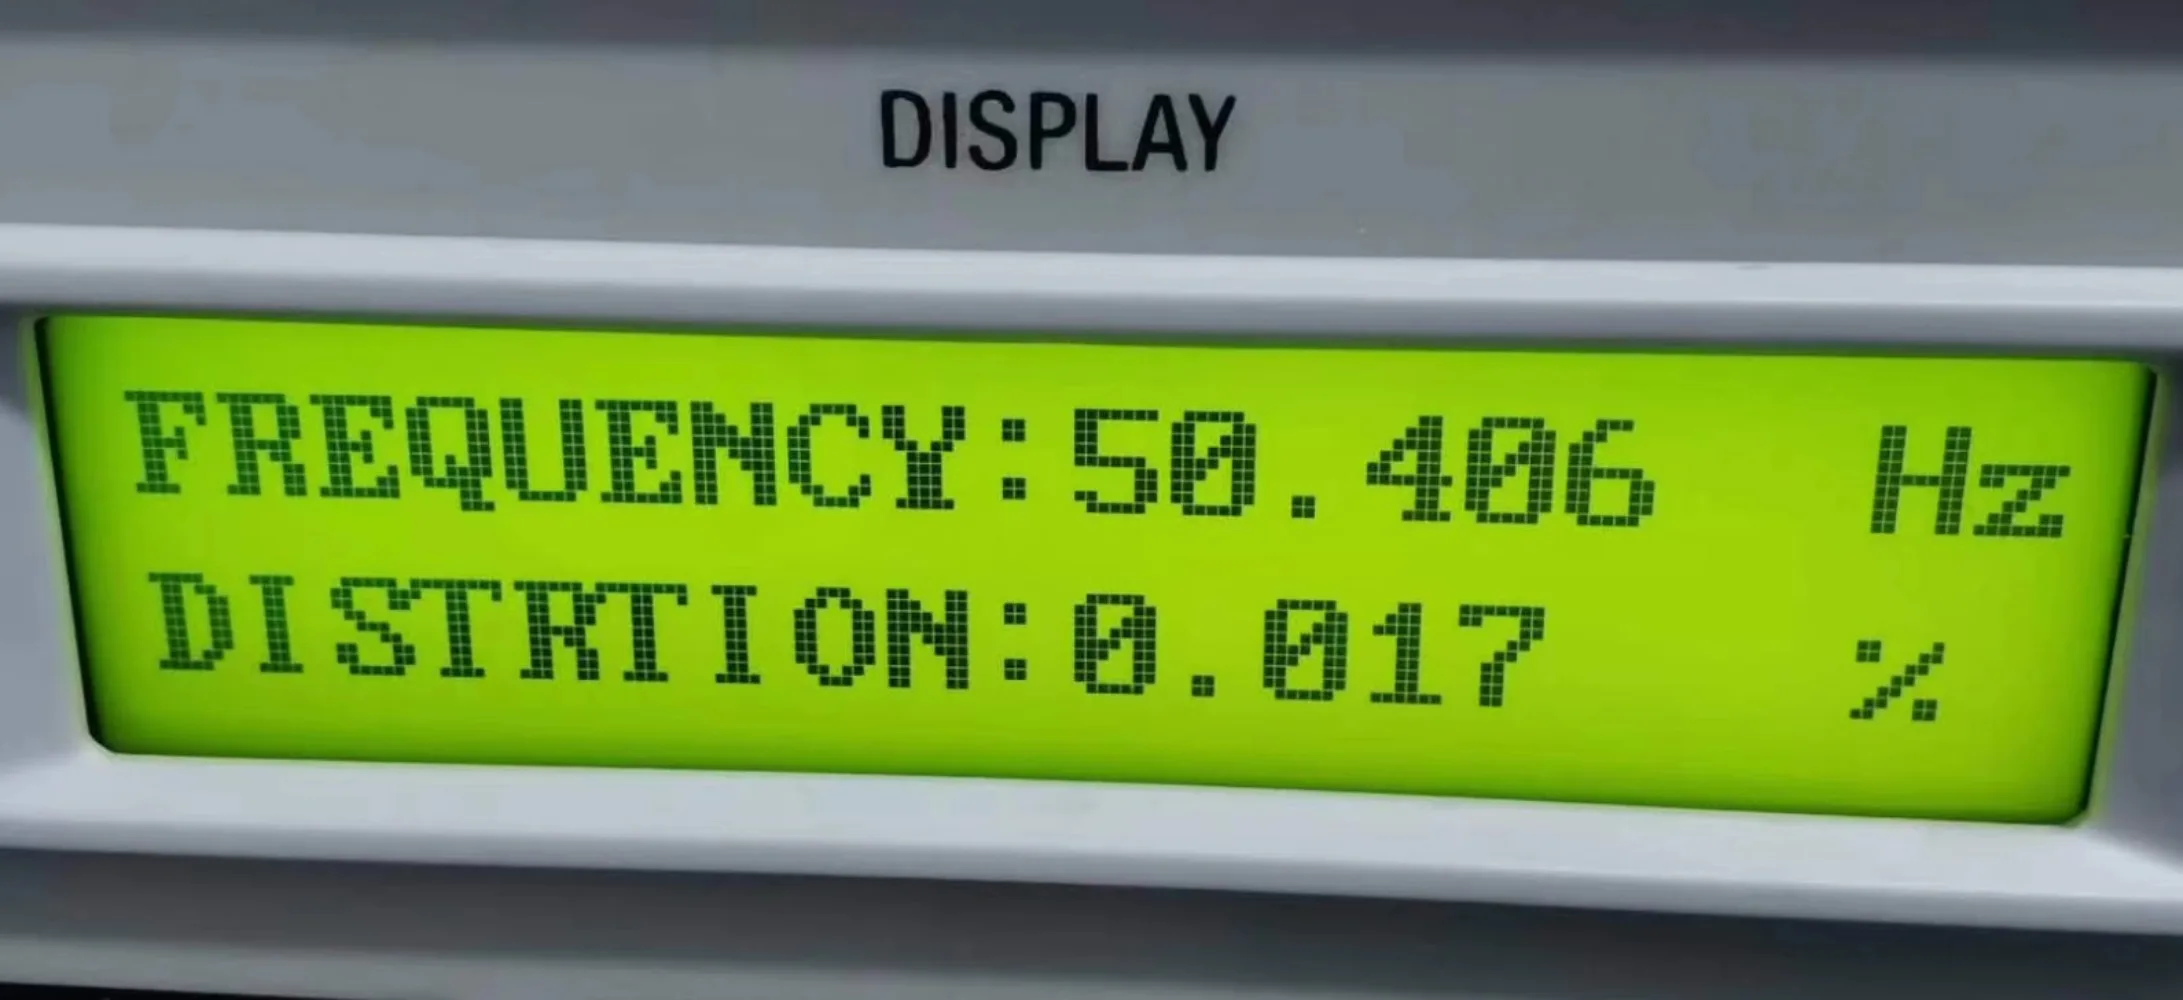 DISPLAY
FREQUENCY:50.406 Hz
DISTRTION:0.017 %